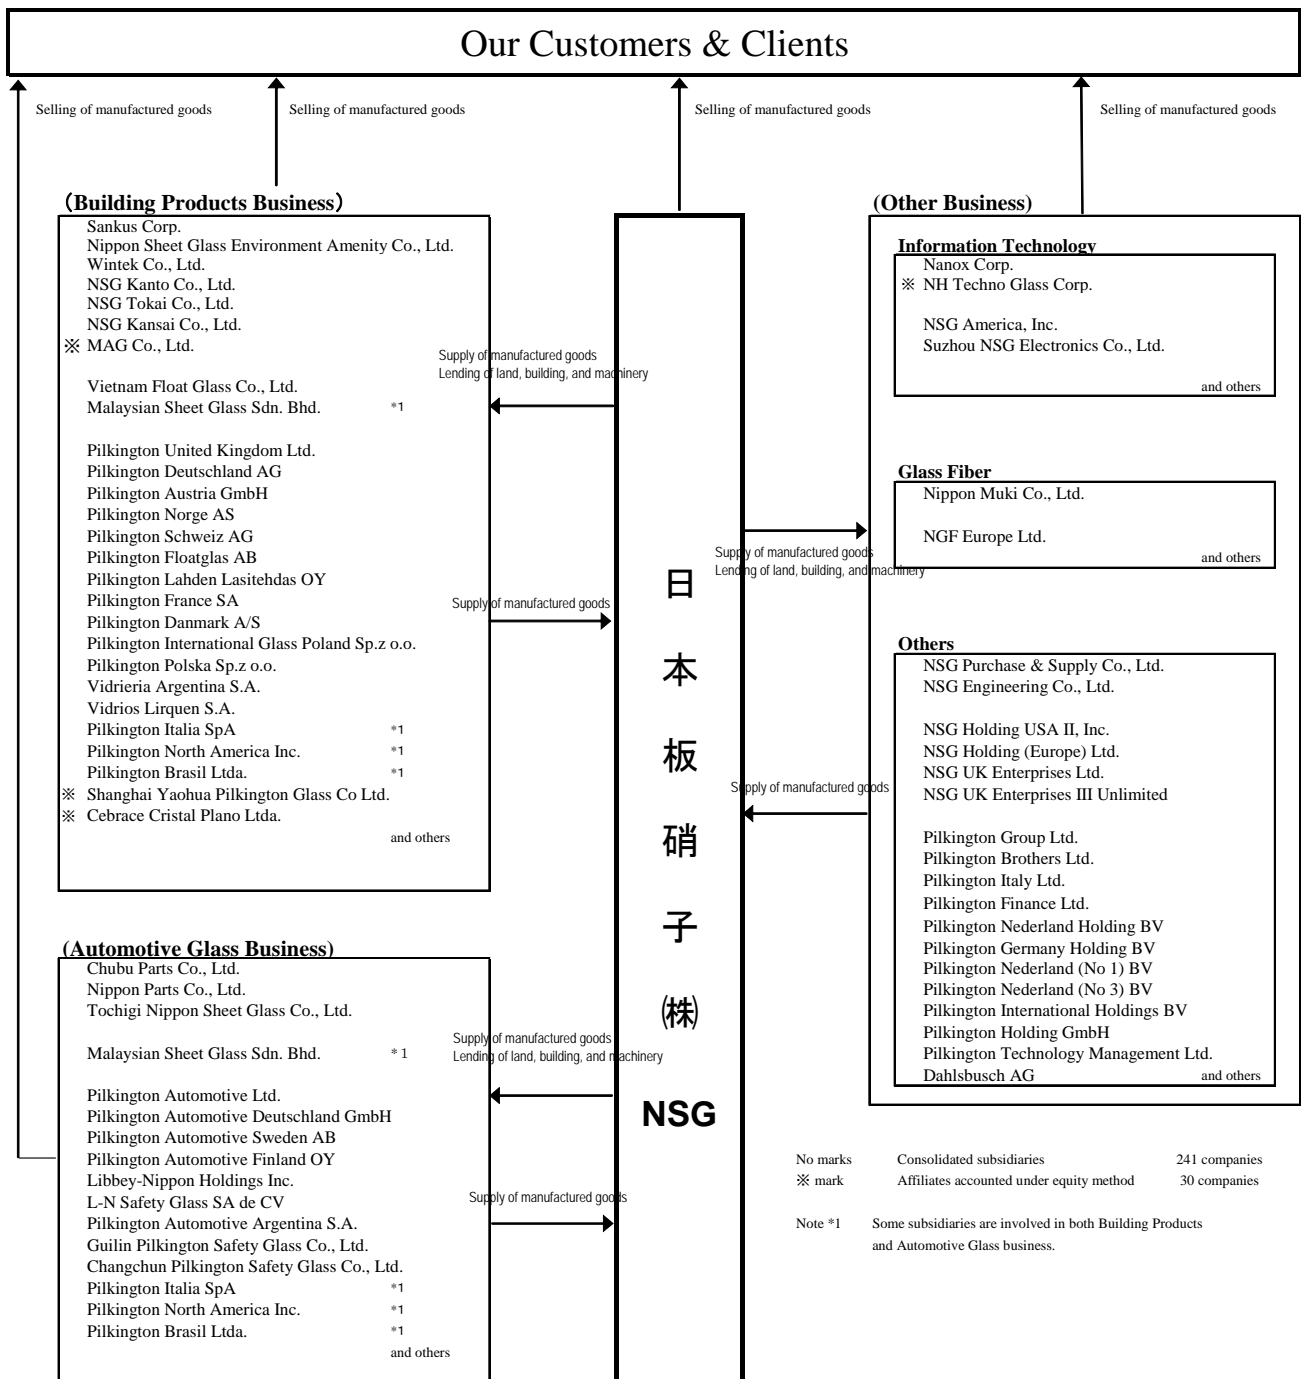 Our Customers & Clients
Selling of manufactured goods
Selling of manufactured goods
Selling of manufactured goods
Selling of manufactured goods
（Building Products Business）
Sankus Corp.
Nippon Sheet Glass Environment Amenity Co., Ltd.
Wintek Co., Ltd.
NSG Kanto Co., Ltd.
NSG Tokai Co., Ltd.
NSG Kansai Co., Ltd.
※ MAG Co., Ltd.
Vietnam Float Glass Co., Ltd.
Malaysian Sheet Glass Sdn. Bhd. *1
Pilkington United Kingdom Ltd.
Pilkington Deutschland AG
Pilkington Austria GmbH
Pilkington Norge AS
Pilkington Schweiz AG
Pilkington Floatglas AB
Pilkington Lahden Lasitehdas OY
Pilkington France SA
Pilkington Danmark A/S
Pilkington International Glass Poland Sp.z o.o.
Pilkington Polska Sp.z o.o.
Vidrieria Argentina S.A.
Vidrios Lirquen S.A.
Pilkington Italia SpA *1
Pilkington North America Inc. *1
Pilkington Brasil Ltda. *1
※ Shanghai Yaohua Pilkington Glass Co Ltd.
※ Cebrace Cristal Plano Ltda.
and others
Supply of manufactured goods
Lending of land, building, and machinery
Supply of manufactured goods
(Automotive Glass Business)
Chubu Parts Co., Ltd.
Nippon Parts Co., Ltd.
Tochigi Nippon Sheet Glass Co., Ltd.
Malaysian Sheet Glass Sdn. Bhd. * 1
Pilkington Automotive Ltd.
Pilkington Automotive Deutschland GmbH
Pilkington Automotive Sweden AB
Pilkington Automotive Finland OY
Libbey-Nippon Holdings Inc.
L-N Safety Glass SA de CV
Pilkington Automotive Argentina S.A.
Guilin Pilkington Safety Glass Co., Ltd.
Changchun Pilkington Safety Glass Co., Ltd.
Pilkington Italia SpA *1
Pilkington North America Inc. *1
Pilkington Brasil Ltda. *1
and others
Supply of manufactured goods
Lending of land, building, and machinery
Supply of manufactured goods
日
本
板
硝
子
㈱
NSG
Supply of manufactured goods
Lending of land, building, and machinery
Supply of manufactured goods
(Other Business)
Information Technology
Nanox Corp.
※ NH Techno Glass Corp.
NSG America, Inc.
Suzhou NSG Electronics Co., Ltd.
and others
Glass Fiber
Nippon Muki Co., Ltd.
NGF Europe Ltd.
and others
Others
NSG Purchase & Supply Co., Ltd.
NSG Engineering Co., Ltd.
NSG Holding USA II, Inc.
NSG Holding (Europe) Ltd.
NSG UK Enterprises Ltd.
NSG UK Enterprises III Unlimited
Pilkington Group Ltd.
Pilkington Brothers Ltd.
Pilkington Italy Ltd.
Pilkington Finance Ltd.
Pilkington Nederland Holding BV
Pilkington Germany Holding BV
Pilkington Nederland (No 1) BV
Pilkington Nederland (No 3) BV
Pilkington International Holdings BV
Pilkington Holding GmbH
Pilkington Technology Management Ltd.
Dahlsbusch AG and others
No marks Consolidated subsidiaries 241 companies
※ mark Affiliates accounted under equity method 30 companies
Note *1 Some subsidiaries are involved in both Building Products
and Automotive Glass business.